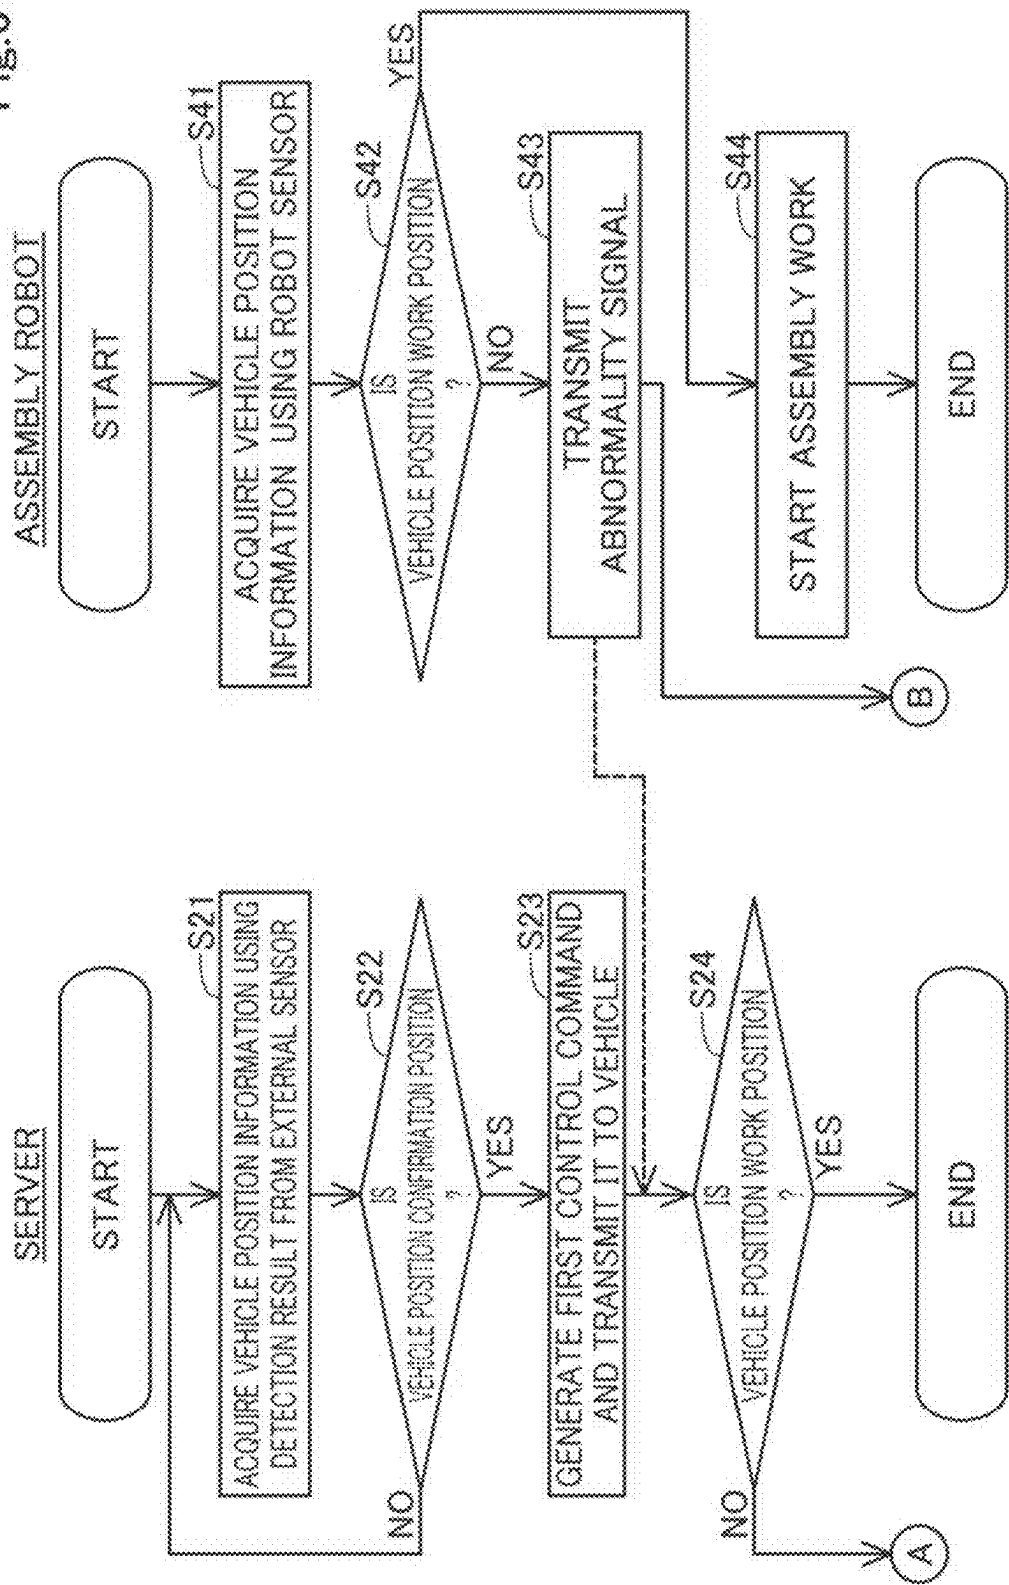 SERVER
START
S21
ACQUIRE VEHICLE POSITION INFORMATION USING
DETECTION RESULT FROM EXTERNAL SENSOR
S22
IS
VEHICLE POSITION CONFIRMATION POSITION
?
NO
YES
S23
GENERATE FIRST CONTROL COMMAND
AND TRANSMIT IT TO VEHICLE
S24
IS
VEHICLE POSITION WORK POSITION
?
NO
YES
A
END
ASSEMBLY ROBOT
START
S41
ACQUIRE VEHICLE POSITION
INFORMATION USING ROBOT SENSOR
S42
IS
VEHICLE POSITION WORK POSITION
?
YES
NO
S43
TRANSMIT
ABNORMALITY SIGNAL
B
S44
START ASSEMBLY WORK
END